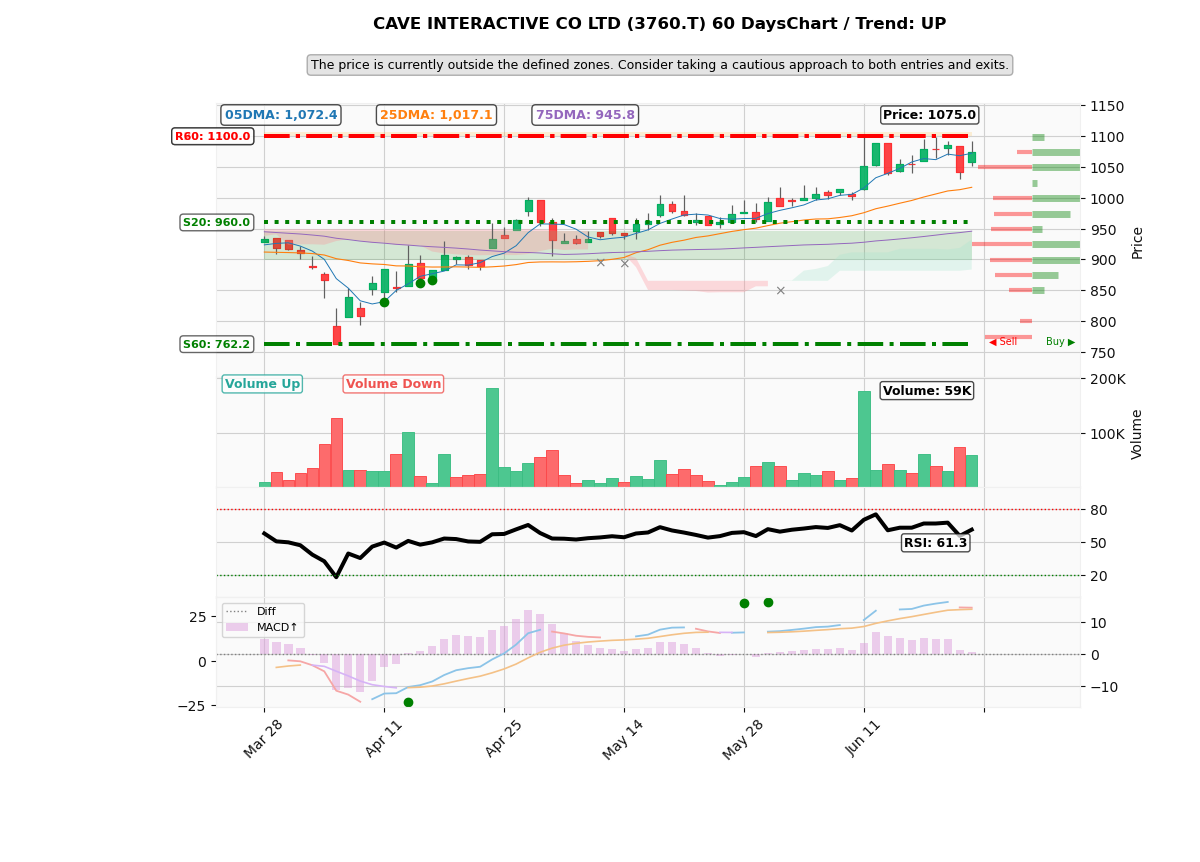 CAVE INTERACTIVE CO LTD (3760.T) 60 DaysChart / Trend: UP
The price is currently outside the defined zones. Consider taking a cautious approach to both entries and exits.
05DMA: 1,072.4
25DMA: 1,017.1
75DMA: 945.8
Price: 1075.0
R60: 1100.0
S20: 960.0
S60: 762.2
1150
1100
1050
1000
950
900
850
800
750
Price
◀ Sell
Buy ▶
Volume Up
Volume Down
Volume: 59K
200K
100K
Volume
80
50
20
RSI: 61.3
Diff
MACD↑
25
0
−25
10
0
−10
Mar 28
Apr 11
Apr 25
May 14
May 28
Jun 11